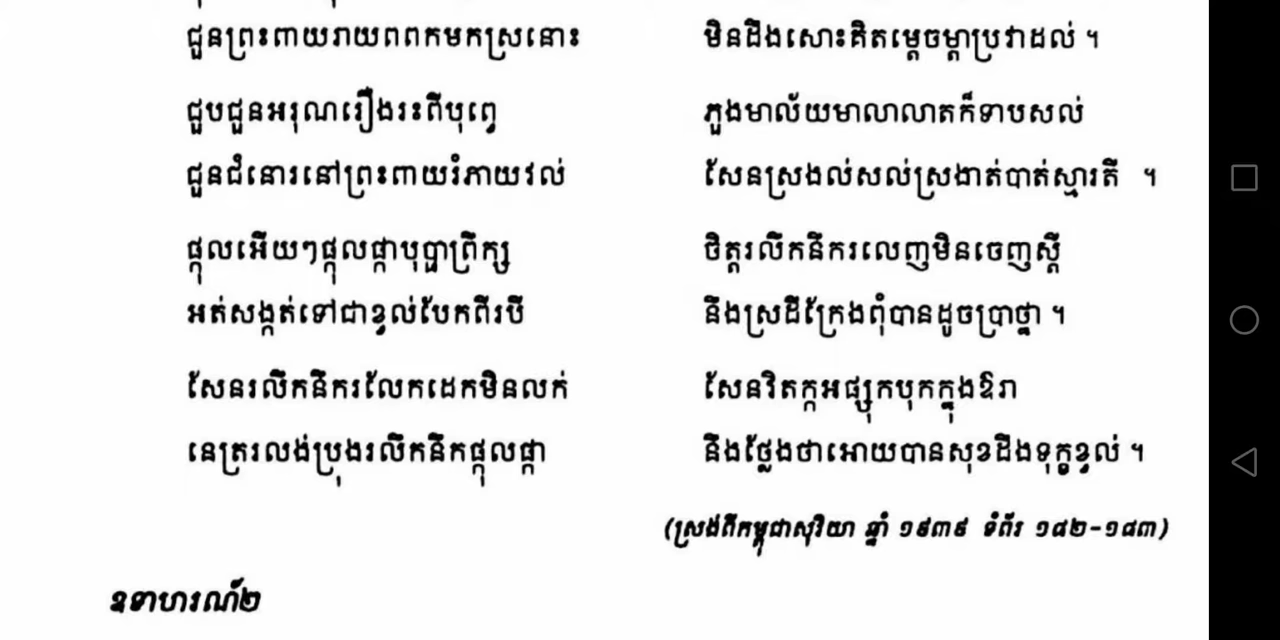 ជួនព្រះពាយរាយពពកមកស្រនោះ មិនដឹងសោះគិតម្ដេចម្ដាប្រវាដល់ ។
ជួបជួនអរុណរឿងរះពីបុព្វេ ភួងមាល័យមាលាលាតក៏ទាបសល់
ជួនជំនោរនៅព្រះពាយរំភាយវល់ សែនស្រងល់សល់ស្រងាត់បាត់ស្មារតី ។
ផ្កុលអើយៗផ្កុលផ្កាបុប្ផាព្រឹក្ស ចិត្តរលឹកនឹករលេញមិនចេញស្ដី
អត់សង្កត់ទៅជាខ្វល់បែកពីរបី នឹងស្រដីក្រែងពុំបានដូចប្រាថ្នា ។
សែនរលឹកនឹករលែកដេកមិនលក់ សែនវិតក្កអផ្សុកបុកក្នុងឱរា
នេត្ររលង់ប្រុងរលឹកនឹកផ្កុលផ្កា នឹងថ្លែងថាអោយបានសុខដឹងទុក្ខខ្វល់ ។
(ស្រង់ពីកម្ពុជាសុរិយា ឆ្នាំ ១៩៣៩ ទំព័រ ១៨២-១៨៣)
ឧទាហរណ៍២